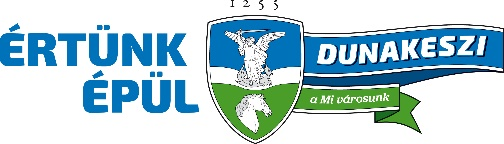 1255
ÉRTÜNK
ÉPÜL
DUNAKESZI
a Mi városunk